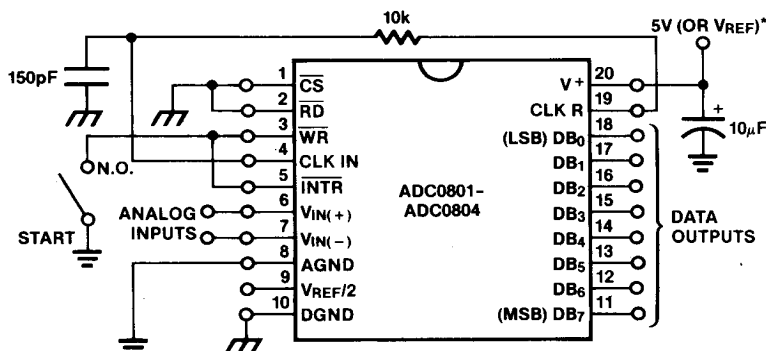 10k
5V (OR VREF)*
150pF
1 CS
2 RD
3 WR
4 CLK IN
5 INTR
6 VIN(+)
7 VIN(−)
8 AGND
9 VREF/2
10 DGND
N.O.
START
ANALOG
INPUTS
ADC0801-
ADC0804
V+ 20
CLK R 19
(LSB) DB0 18
DB1 17
DB2 16
DB3 15
DB4 14
DB5 13
DB6 12
(MSB) DB7 11
+
10μF
DATA
OUTPUTS